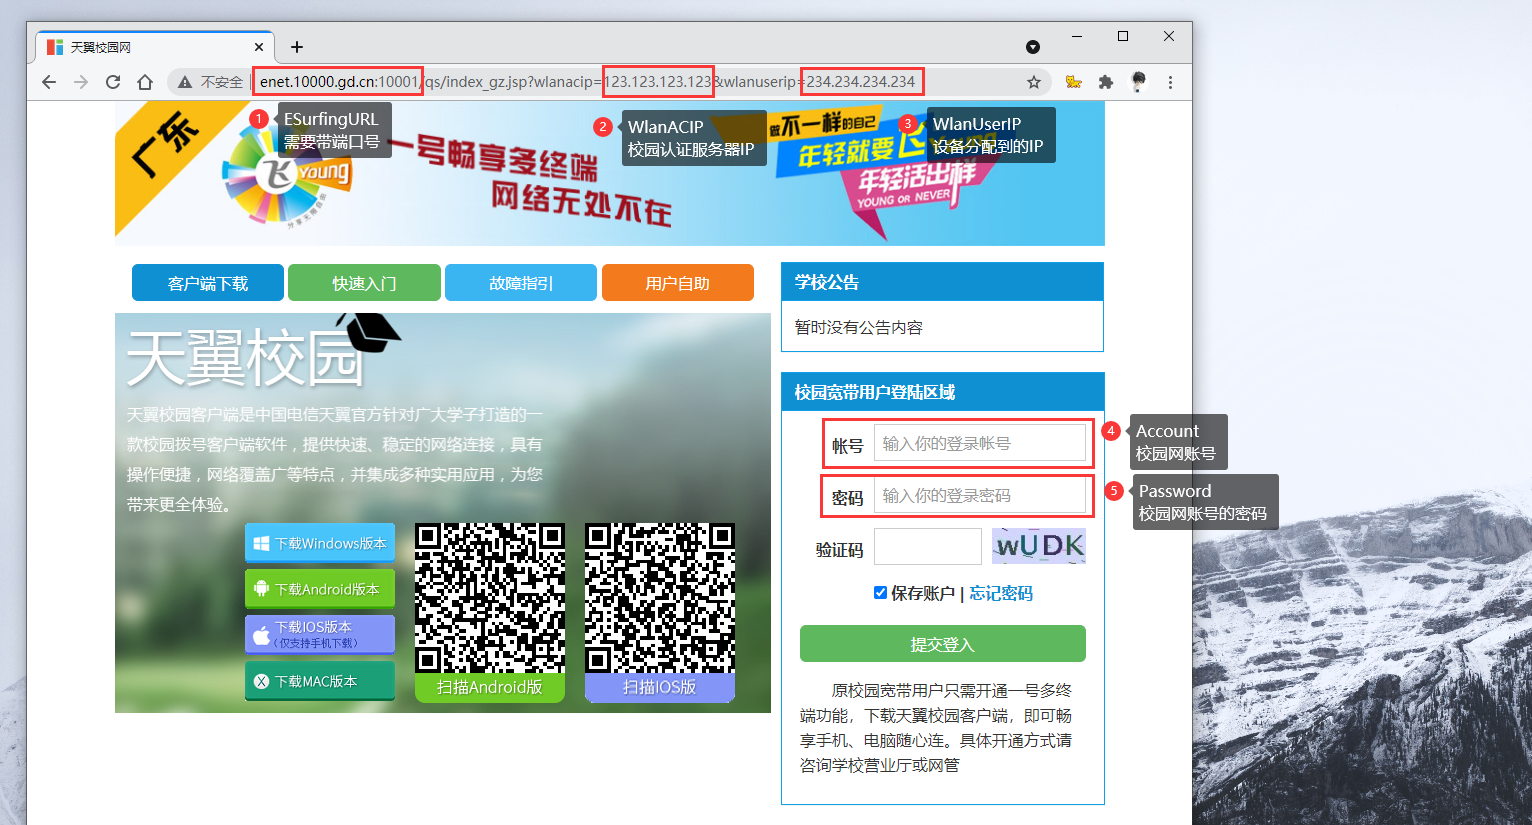 天翼校园网
不安全
enet.10000.gd.cn:10001/qs/index_gz.jsp?wlanacip=123.123.123.123&wlanuserip=234.234.234.234
1
ESurfingURL
需要带端口号
2
WlanACIP
校园认证服务器IP
3
WlanUserIP
设备分配到的IP
广东
飞Young
分享无限自由
一号畅享多终端
网络无处不在
做不一样的自己
年轻就要
年轻活出样
YOUNG OR NEVER
客户端下载
快速入门
故障指引
用户自助
天翼校园
天翼校园客户端是中国电信天翼官方针对广大学子打造的一
款校园拨号客户端软件，提供快速、稳定的网络连接，具有
操作便捷，网络覆盖广等特点，并集成多种实用应用，为您
带来更全体验。
下载Windows版本
下载Android版本
下载IOS版本
（仅支持手机下载）
下载MAC版本
扫描Android版
扫描IOS版
学校公告
暂时没有公告内容
校园宽带用户登陆区域
帐号
输入你的登录帐号
4
Account
校园网账号
密码
输入你的登录密码
5
Password
校园网账号的密码
验证码
wUDK
保存账户 | 忘记密码
提交登入
原校园宽带用户只需开通一号多终
端功能，下载天翼校园客户端，即可畅
享手机、电脑随心连。具体开通方式请
咨询学校营业厅或网管